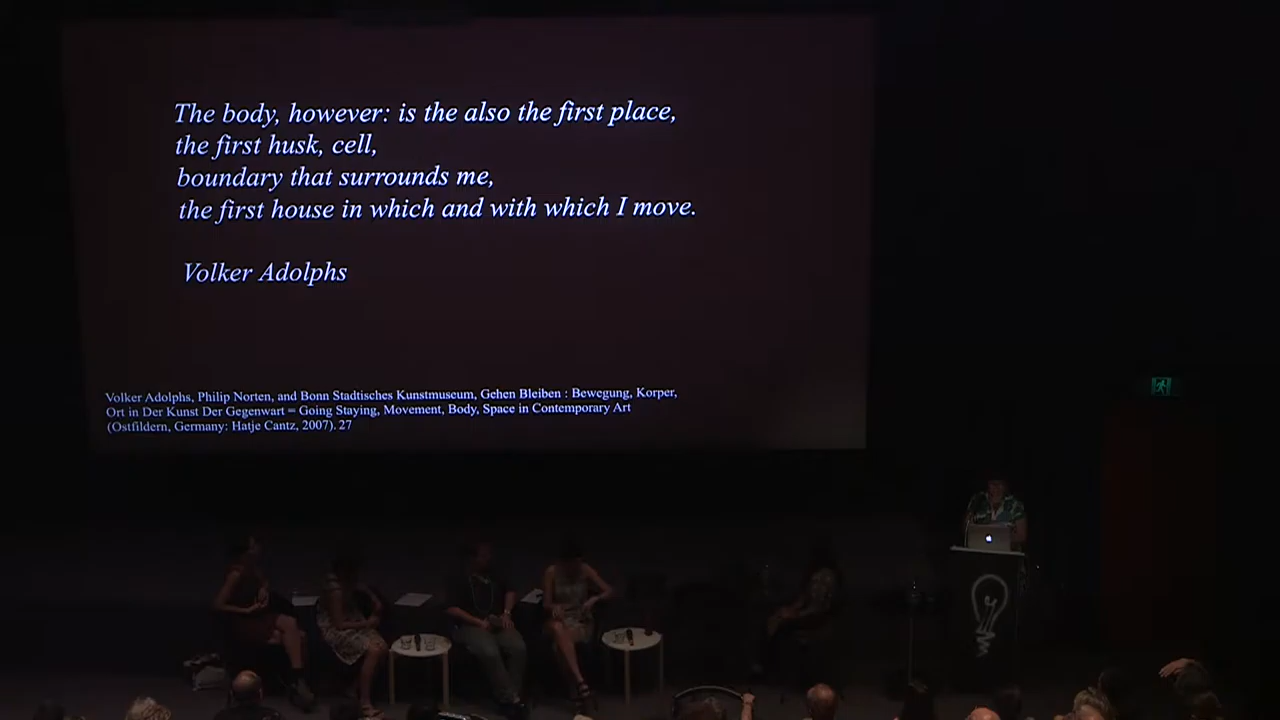 The body, however: is the also the first place,
the first husk, cell,
boundary that surrounds me,
the first house in which and with which I move.
Volker Adolphs
Volker Adolphs, Philip Norten, and Bonn Stadtisches Kunstmuseum, Gehen Bleiben : Bewegung, Korper,
Ort in Der Kunst Der Gegenwart = Going Staying, Movement, Body, Space in Contemporary Art
(Ostfildern, Germany: Hatje Cantz, 2007). 27